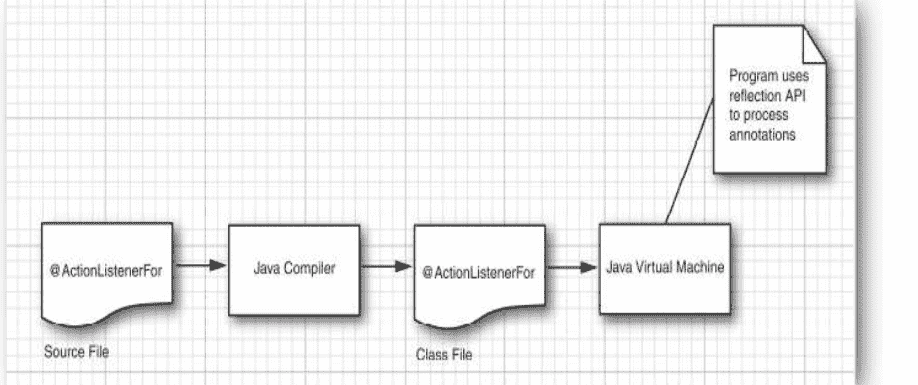 Program uses
reflection API
to process
annotations
@ActionListenerFor
Java Compiler
@ActionListenerFor
Java Virtual Machine
Source File
Class File